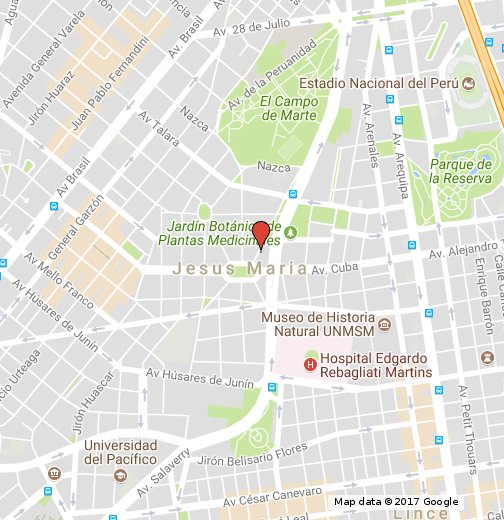 Agua
Av Brasil
Av. 28 de Julio
Avenida General Varela
Jirón Huaraz
Juan Pablo Fernandini
Av. de la Peruanidad
Estadio Nacional del Perú
El Campo
de Marte
Nazca
Av Talara
Av. Arenales
Av. Arequipa
Parque de
la Reserva
Nazca
Av Brasil
General Garzón
Jardín Botánico de
Plantas Medicinales
Av. Alejandro
Jesus Maria
Av. Cuba
Av Mello Franco
Av Húsares de Junín
Enrique Barrón
Museo de Historia
Natural UNMSM
Hospital Edgardo
Rebagliati Martins
Av Húsares de Junín
Jirón Huascar
Urteaga
Av. Petit Thouars
Universidad
del Pacífico
Av. Salaverry
Jirón Belisario Flores
Av César Canevaro
Map data © 2017 Google
Lince